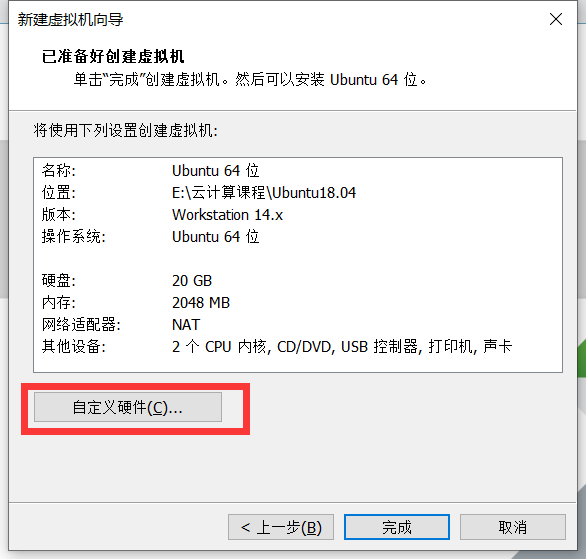 新建虚拟机向导
已准备好创建虚拟机
单击“完成”创建虚拟机。然后可以安装 Ubuntu 64 位。
将使用下列设置创建虚拟机:
名称: Ubuntu 64 位
位置: E:\云计算课程\Ubuntu18.04
版本: Workstation 14.x
操作系统: Ubuntu 64 位
硬盘: 20 GB
内存: 2048 MB
网络适配器: NAT
其他设备: 2 个 CPU 内核, CD/DVD, USB 控制器, 打印机, 声卡
自定义硬件(C)...
< 上一步(B) 完成 取消